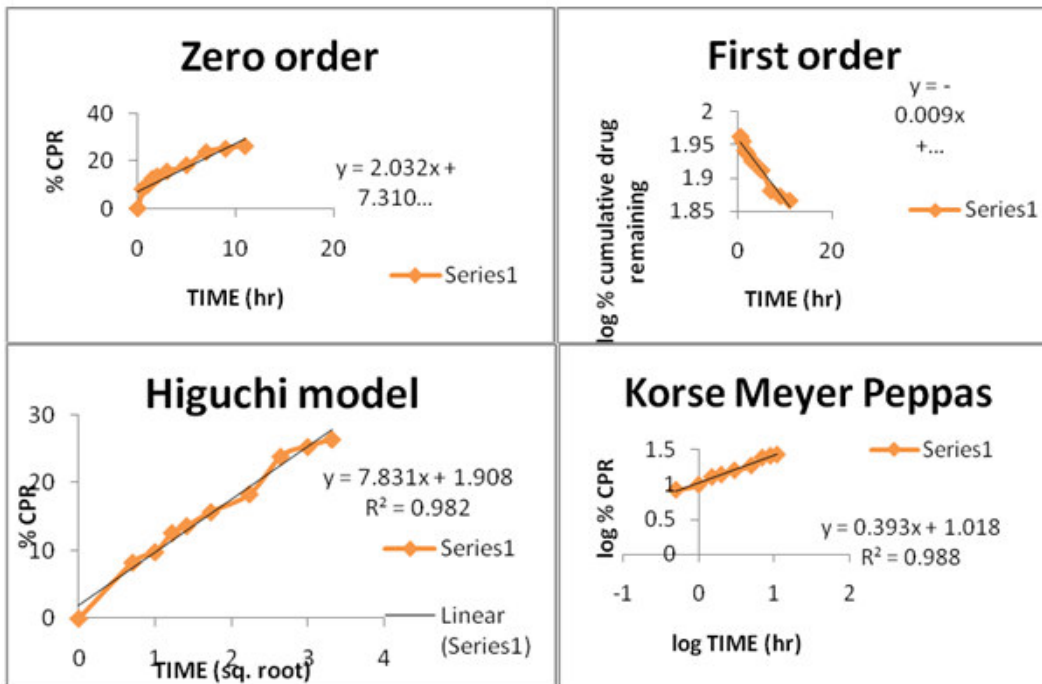 Zero order
40
20
0
% CPR
y = 2.032x +
7.310...
0
10
20
Series1
TIME (hr)
First order
y = -
0.009x
+...
2
1.95
1.9
1.85
log % cumulative drug
remaining
Series1
0
20
TIME (hr)
Higuchi model
30
20
10
0
% CPR
y = 7.831x + 1.908
R² = 0.982
Series1
Linear
(Series1)
0
1
2
3
4
TIME (sq. root)
Korse Meyer Peppas
1.5
1
0.5
0
log % CPR
Series1
y = 0.393x + 1.018
R² = 0.988
-1
0
1
2
log TIME (hr)